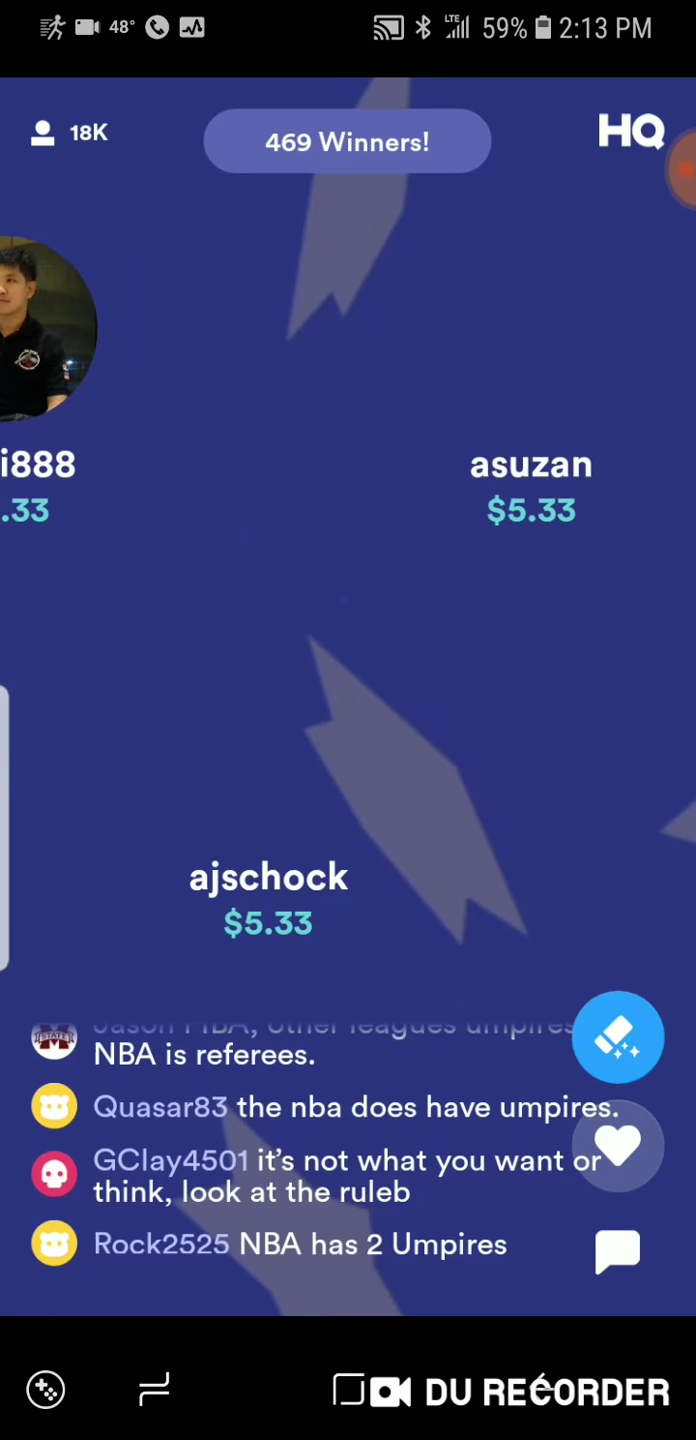 48° LTE 59% 2:13 PM
18K 469 Winners! HQ
i888 asuzan
.33 $5.33
ajschock
$5.33
NBA is referees.
Quasar83 the nba does have umpires.
GClay4501 it’s not what you want or
think, look at the ruleb
Rock2525 NBA has 2 Umpires
DU RECORDER